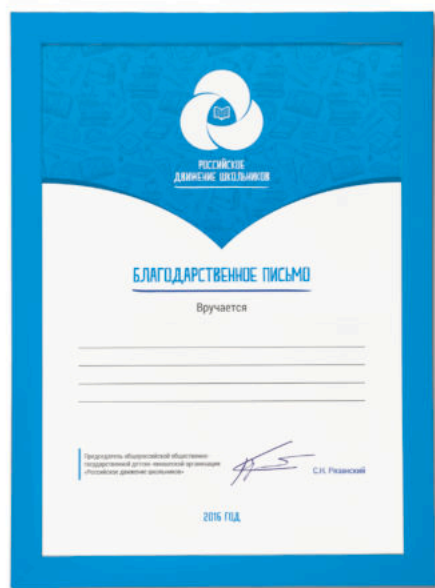 РОССИЙСКОЕ
ДВИЖЕНИЕ ШКОЛЬНИКОВ
БЛАГОДАРСТВЕННОЕ ПИСЬМО
Вручается
Председатель общероссийской общественно-
государственной детско-юношеской организации
«Российское движение школьников»
С.Н. Рязанский
2016 ГОД